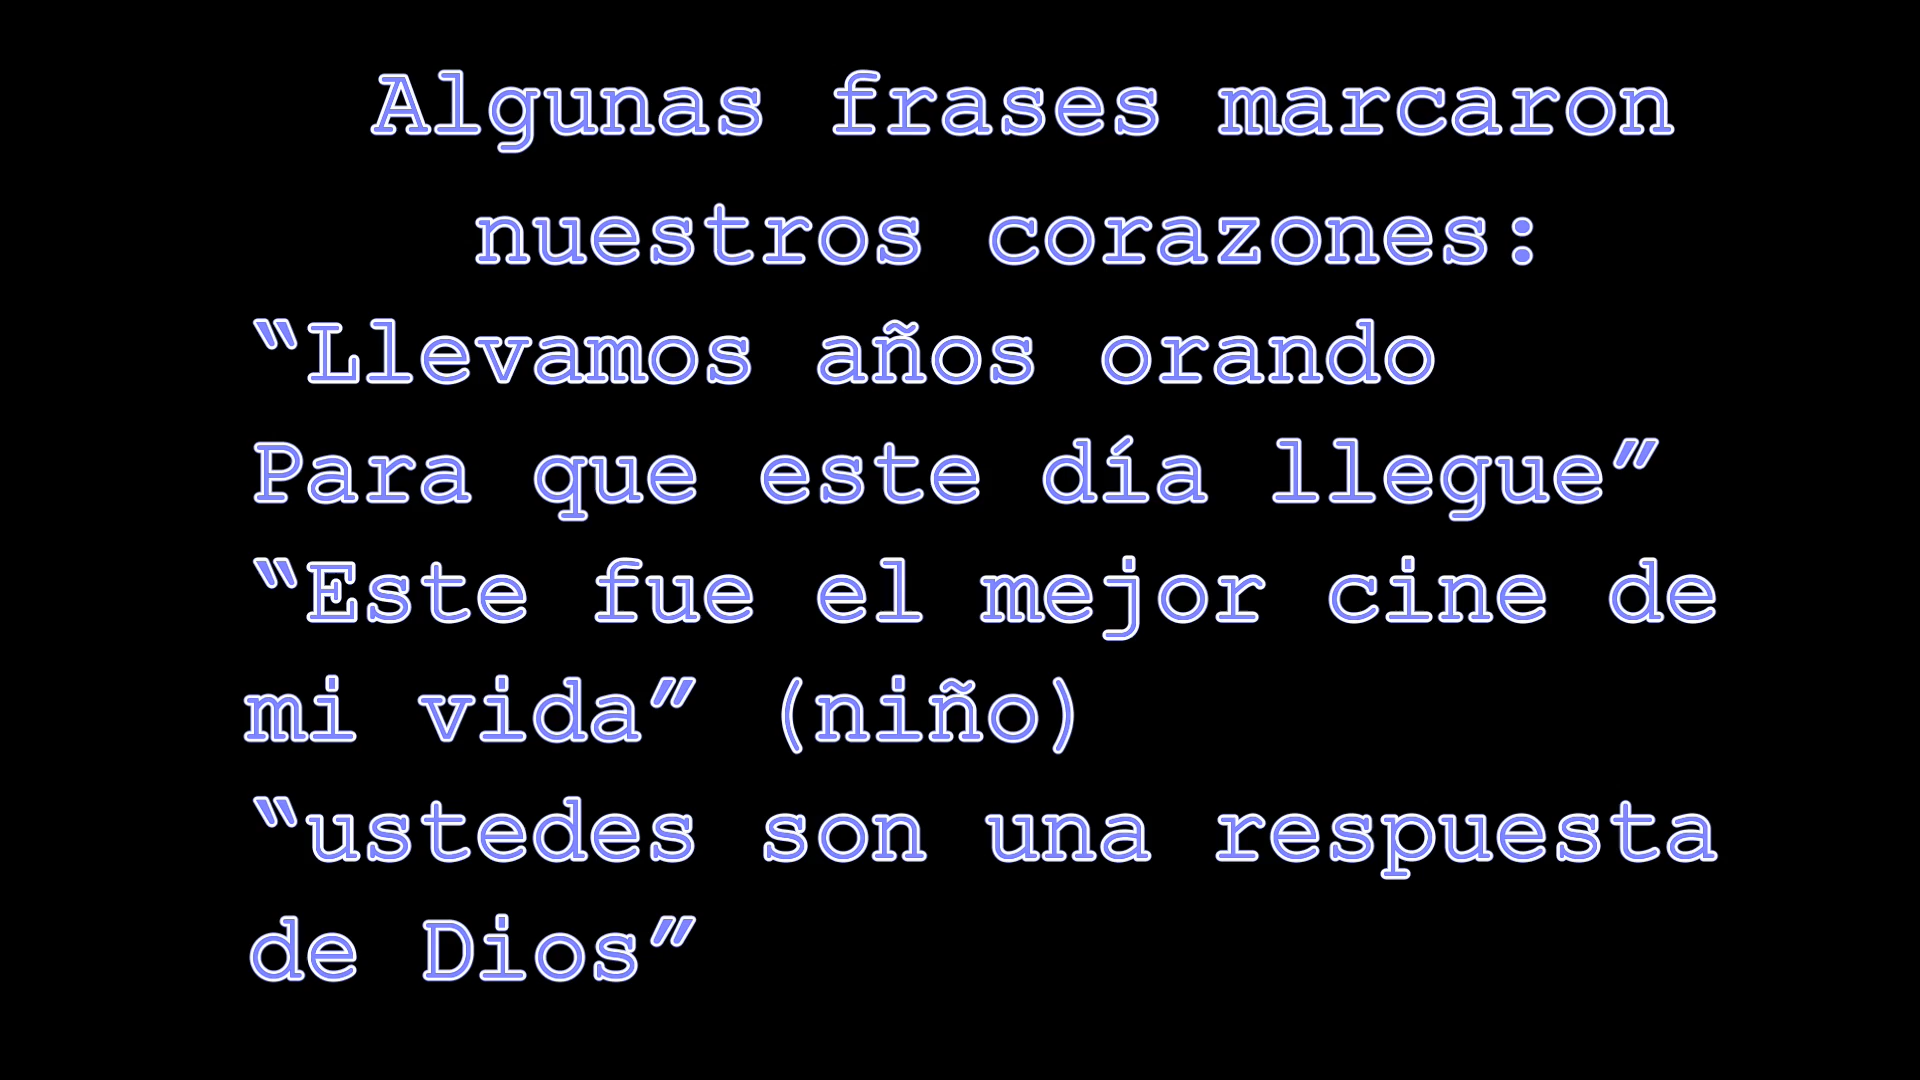 Algunas frases marcaron
nuestros corazones:
“Llevamos años orando
Para que este día llegue”
“Este fue el mejor cine de
mi vida” (niño)
“ustedes son una respuesta
de Dios”